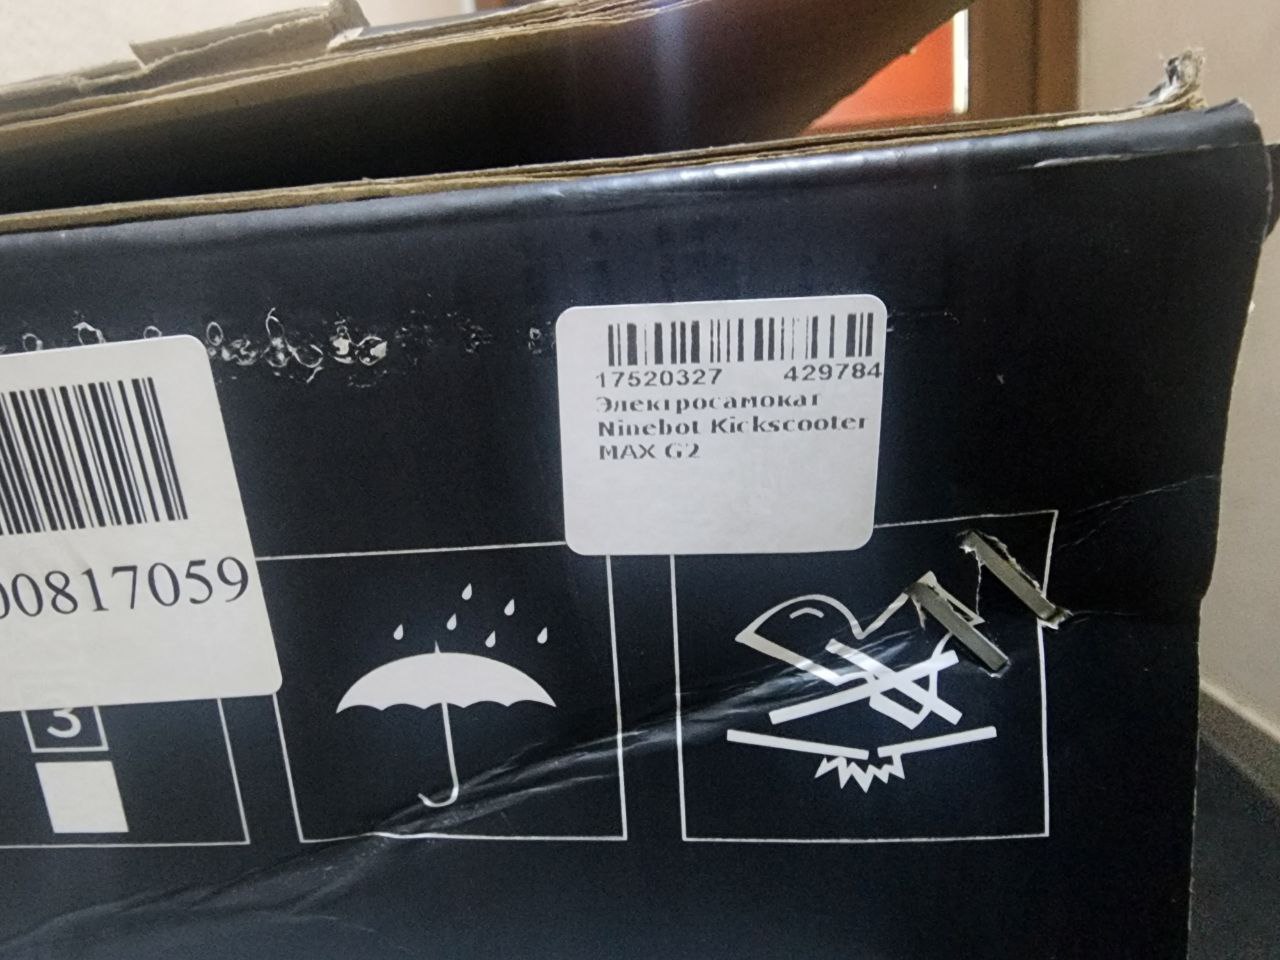 17520327 429784
Электросамокат
Ninebot Kickscooter
MAX G2
00817059
3